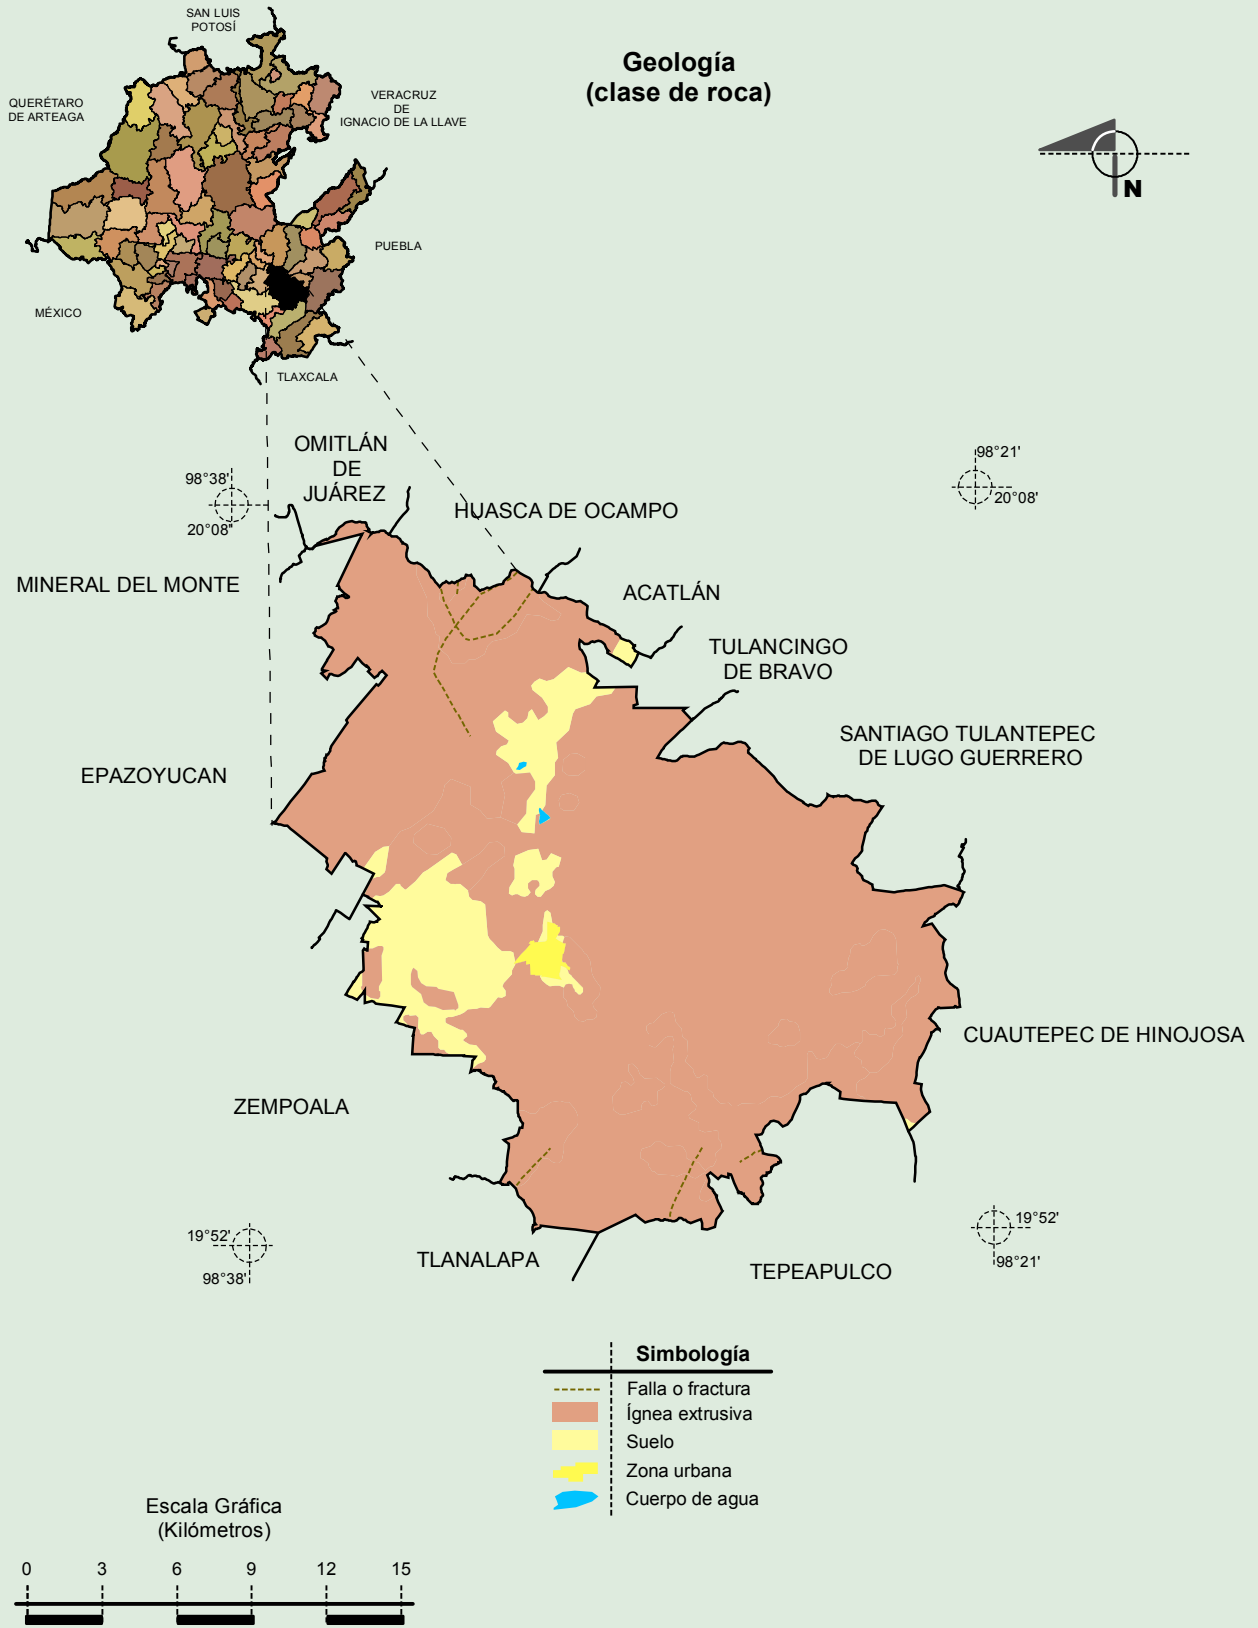 SAN LUIS
POTOSÍ
Geología
(clase de roca)
QUERÉTARO
DE ARTEAGA
VERACRUZ
DE
IGNACIO DE LA LLAVE
N
PUEBLA
MÉXICO
TLAXCALA
OMITLÁN
DE
JUÁREZ
98°38'
20°08'
98°21'
20°08'
HUASCA DE OCAMPO
MINERAL DEL MONTE
ACATLÁN
TULANCINGO
DE BRAVO
SANTIAGO TULANTEPEC
DE LUGO GUERRERO
EPAZOYUCAN
CUAUTEPEC DE HINOJOSA
ZEMPOALA
19°52'
98°38'
19°52'
98°21'
TLANALAPA
TEPEAPULCO
Simbología
Falla o fractura
Ígnea extrusiva
Suelo
Zona urbana
Cuerpo de agua
Escala Gráfica
(Kilómetros)
0 3 6 9 12 15